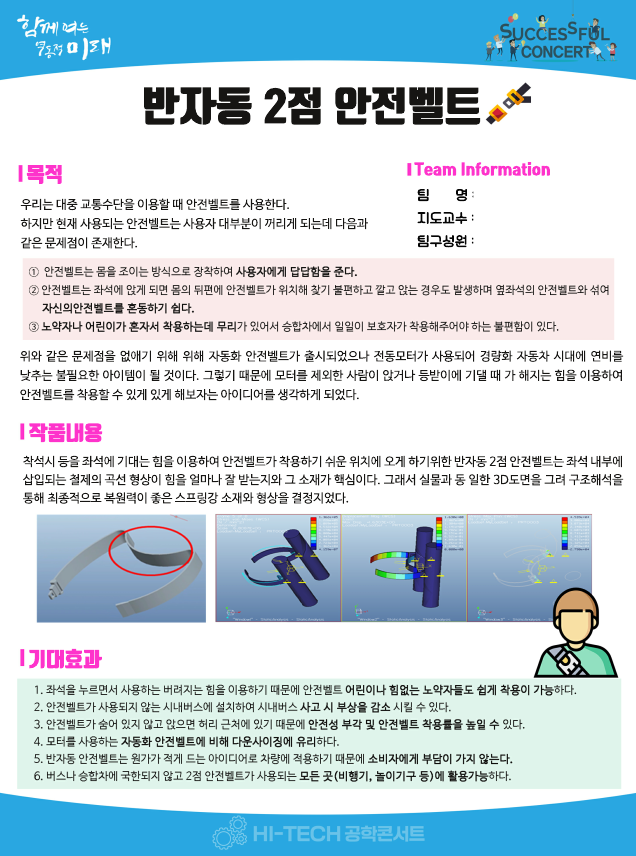 함께 여는
무등정 미래
SUCCESSFUL
CONCERT
반자동 2점 안전벨트
목적
우리는 대중 교통수단을 이용할 때 안전벨트를 사용한다.
하지만 현재 사용되는 안전벨트는 사용자 대부분이 꺼리게 되는데 다음과
같은 문제점이 존재한다.
Team Information
팀 명 :
지도교수 :
팀구성원 :
① 안전벨트는 몸을 조이는 방식으로 장착하여 사용자에게 답답함을 준다.
② 안전벨트는 좌석에 앉게 되면 몸의 뒤편에 안전벨트가 위치해 찾기 불편하고 깔고 앉는 경우도 발생하며 옆좌석의 안전벨트와 섞여
자신의안전벨트를 혼동하기 쉽다.
③ 노약자나 어린이가 혼자서 착용하는데 무리가 있어서 승합차에서 일일이 보호자가 착용해주어야 하는 불편함이 있다.
위와 같은 문제점을 없애기 위해 위해 자동화 안전벨트가 출시되었으나 전동모터가 사용되어 경량화 자동차 시대에 연비를
낮추는 불필요한 아이템이 될 것이다. 그렇기 때문에 모터를 제외한 사람이 앉거나 등받이에 기댈 때 가 해지는 힘을 이용하여
안전벨트를 착용할 수 있게 있게 해보자는 아이디어를 생각하게 되었다.
작품내용
착석시 등을 좌석에 기대는 힘을 이용하여 안전벨트가 착용하기 쉬운 위치에 오게 하기위한 반자동 2점 안전벨트는 좌석 내부에
삽입되는 철제의 곡선 형상이 힘을 얼마나 잘 받는지와 그 소재가 핵심이다. 그래서 실물과 동 일한 3D도면을 그려 구조해석을
통해 최종적으로 복원력이 좋은 스프링강 소재와 형상을 결정지었다.
기대효과
1. 좌석을 누르면서 사용하는 버려지는 힘을 이용하기 때문에 안전벨트 어린이나 힘없는 노약자들도 쉽게 착용이 가능하다.
2. 안전벨트가 사용되지 않는 시내버스에 설치하여 시내버스 사고 시 부상을 감소 시킬 수 있다.
3. 안전벨트가 숨어 있지 않고 앉으면 허리 근처에 있기 때문에 안전성 부각 및 안전벨트 착용률을 높일 수 있다.
4. 모터를 사용하는 자동화 안전벨트에 비해 다운사이징에 유리하다.
5. 반자동 안전벨트는 원가가 적게 드는 아이디어로 차량에 적용하기 때문에 소비자에게 부담이 가지 않는다.
6. 버스나 승합차에 국한되지 않고 2점 안전벨트가 사용되는 모든 곳(비행기, 놀이기구 등)에 활용가능하다.
HI-TECH 공학콘서트